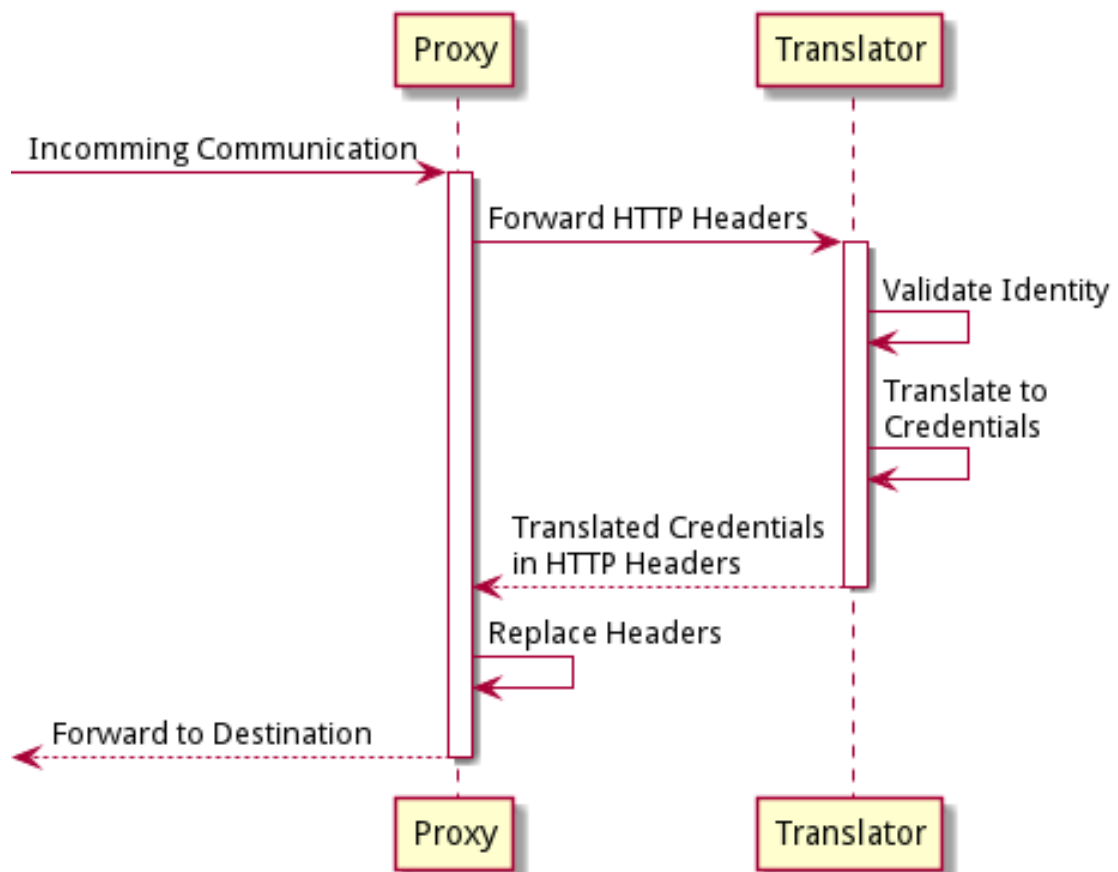 Proxy
Translator
Incomming Communication
Forward HTTP Headers
Validate Identity
Translate to
Credentials
Translated Credentials
in HTTP Headers
Replace Headers
Forward to Destination
Proxy
Translator